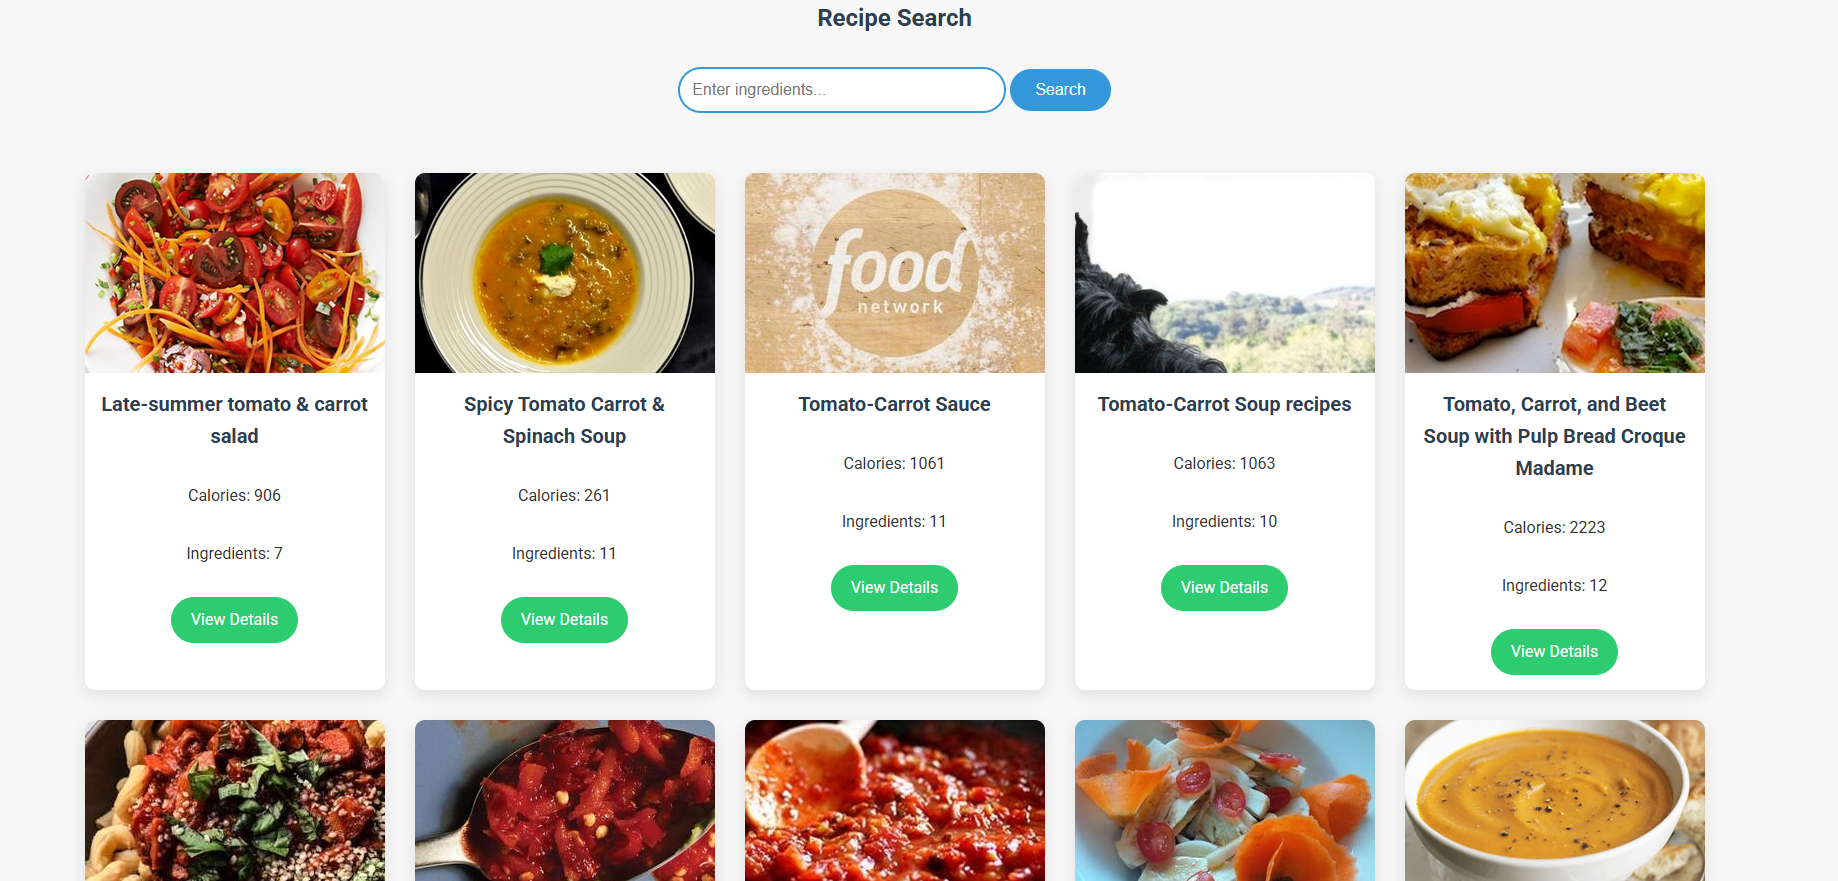 Recipe Search
Enter ingredients...
Search
food
network
Late-summer tomato & carrot
salad
Calories: 906
Ingredients: 7
View Details
Spicy Tomato Carrot &
Spinach Soup
Calories: 261
Ingredients: 11
View Details
Tomato-Carrot Sauce
Calories: 1061
Ingredients: 11
View Details
Tomato-Carrot Soup recipes
Calories: 1063
Ingredients: 10
View Details
Tomato, Carrot, and Beet
Soup with Pulp Bread Croque
Madame
Calories: 2223
Ingredients: 12
View Details